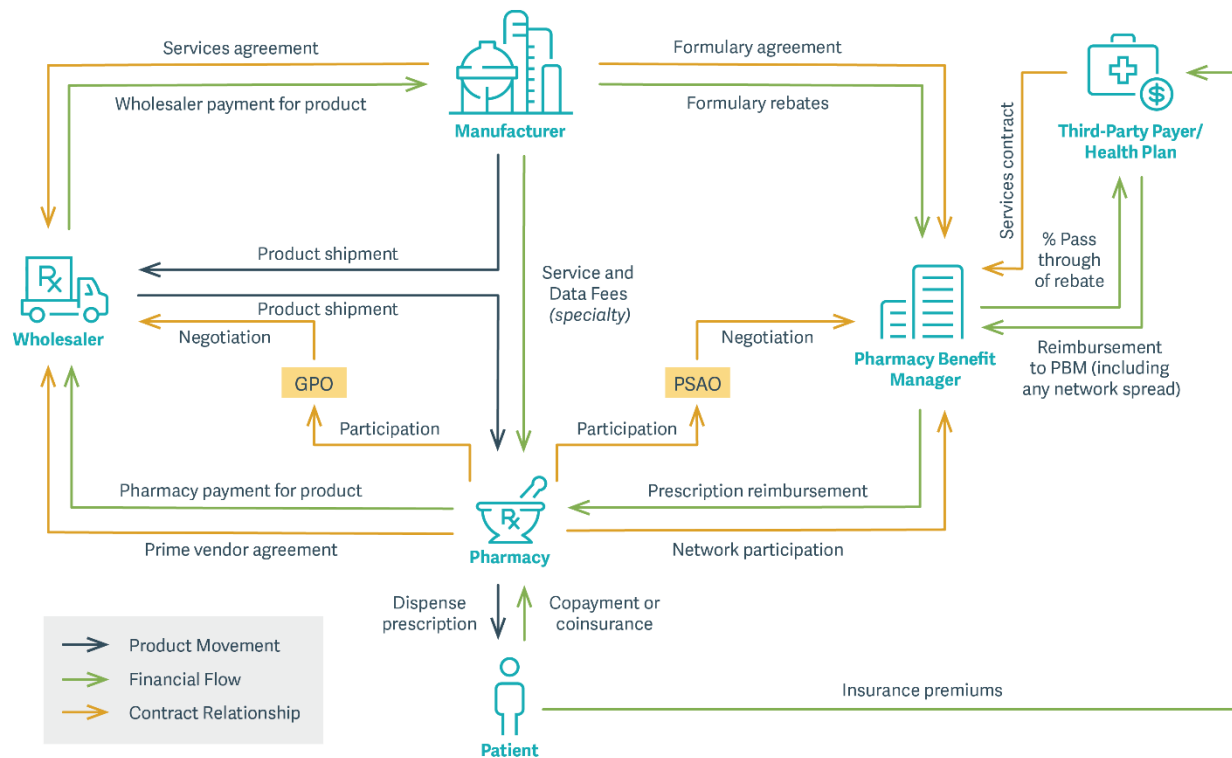 Services agreement
Wholesaler payment for product
Manufacturer
Formulary agreement
Formulary rebates
Third-Party Payer/
Health Plan
Services contract
% Pass
through
of rebate
Product shipment
Product shipment
Service and
Data Fees
(specialty)
Wholesaler
Negotiation
Negotiation
Pharmacy Benefit
Manager
Reimbursement
to PBM (including
any network spread)
GPO
PSAO
Participation
Participation
Pharmacy payment for product
Prescription reimbursement
Rx
Rx
Prime vendor agreement
Pharmacy
Network participation
Dispense
prescription
Copayment or
coinsurance
Product Movement
Financial Flow
Contract Relationship
Insurance premiums
Patient
$